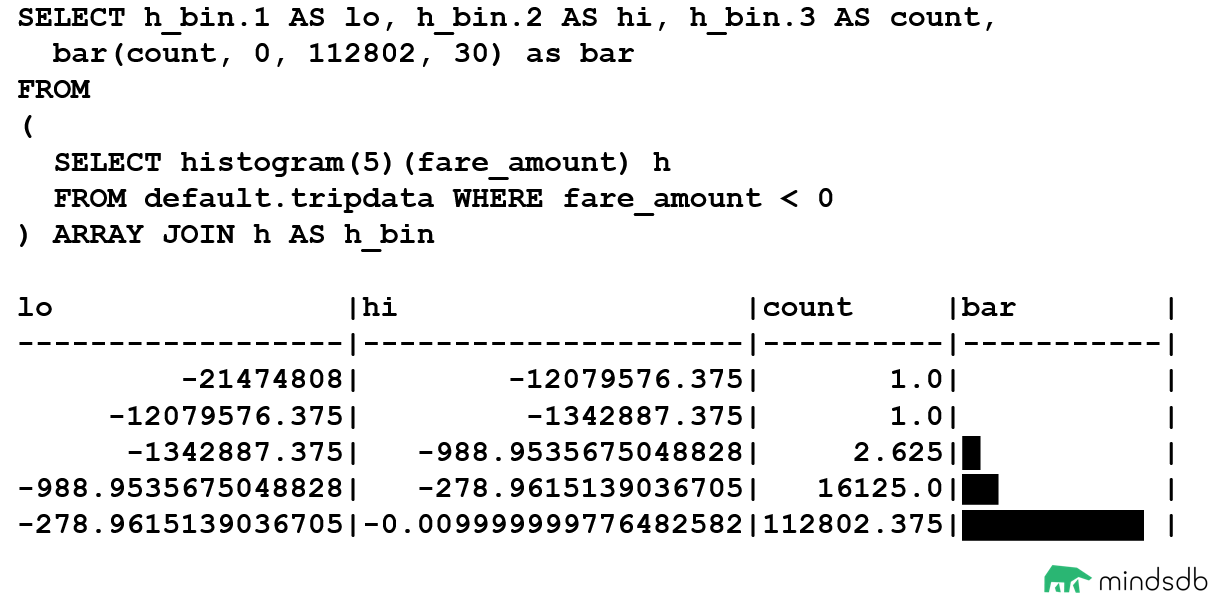 SELECT h_bin.1 AS lo, h_bin.2 AS hi, h_bin.3 AS count,
  bar(count, 0, 112802, 30) as bar
FROM
(
  SELECT histogram(5)(fare_amount) h
  FROM default.tripdata WHERE fare_amount < 0
) ARRAY JOIN h AS h_bin

lo                |hi                   |count     |bar        |
------------------|---------------------|----------|-----------|
         -21474808|        -12079576.375|       1.0|           |
     -12079576.375|         -1342887.375|       1.0|           |
      -1342887.375|   -988.9535675048828|     2.625|█          |
-988.9535675048828|   -278.9615139036705|   16125.0|██         |
-278.9615139036705|-0.009999999776482582|112802.375|██████████ |
mindsdb